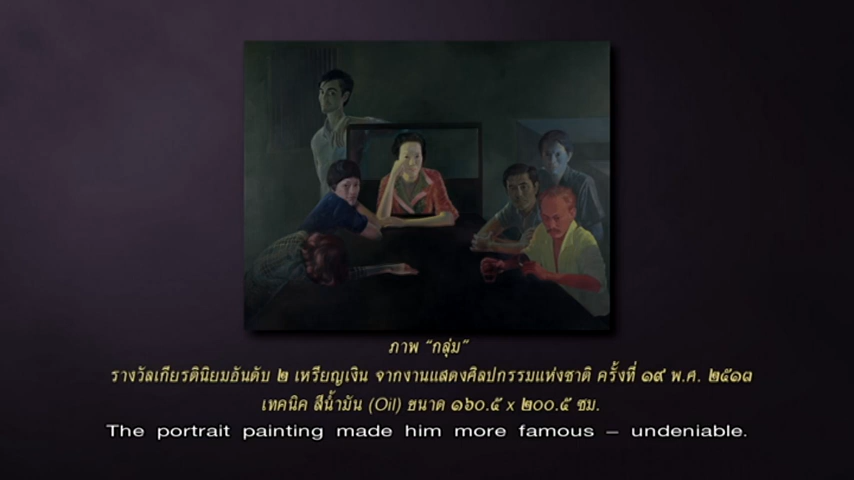 ภาพ “กลุ่ม”
รางวัลเกียรตินิยมอันดับ ๒ เหรียญเงิน จากงานแสดงศิลปกรรมแห่งชาติ ครั้งที่ ๑๙ พ.ศ. ๒๕๑๓
เทคนิค สีน้ำมัน (Oil) ขนาด ๑๖๐.๕ x ๒๐๐.๕ ซม.
The portrait painting made him more famous – undeniable.